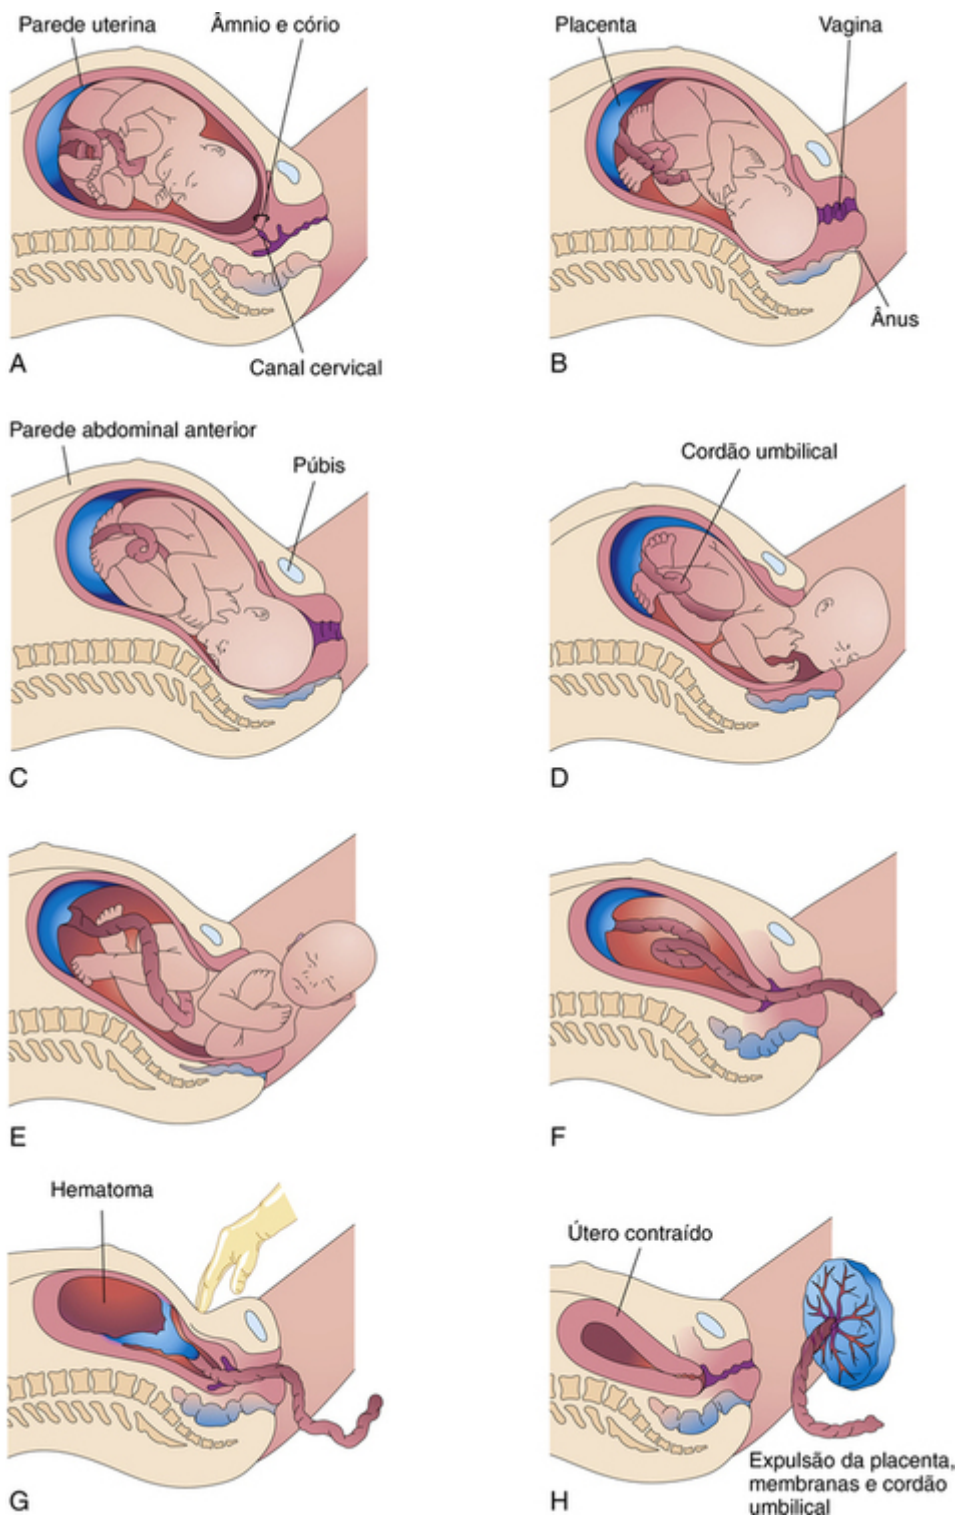 Parede uterina
Âmnio e cório
Placenta
Vagina
Ânus
A
Canal cervical
B
Parede abdominal anterior
Púbis
Cordão umbilical
C
D
E
F
Hematoma
Útero contraído
G
H
Expulsão da placenta,
membranas e cordão
umbilical